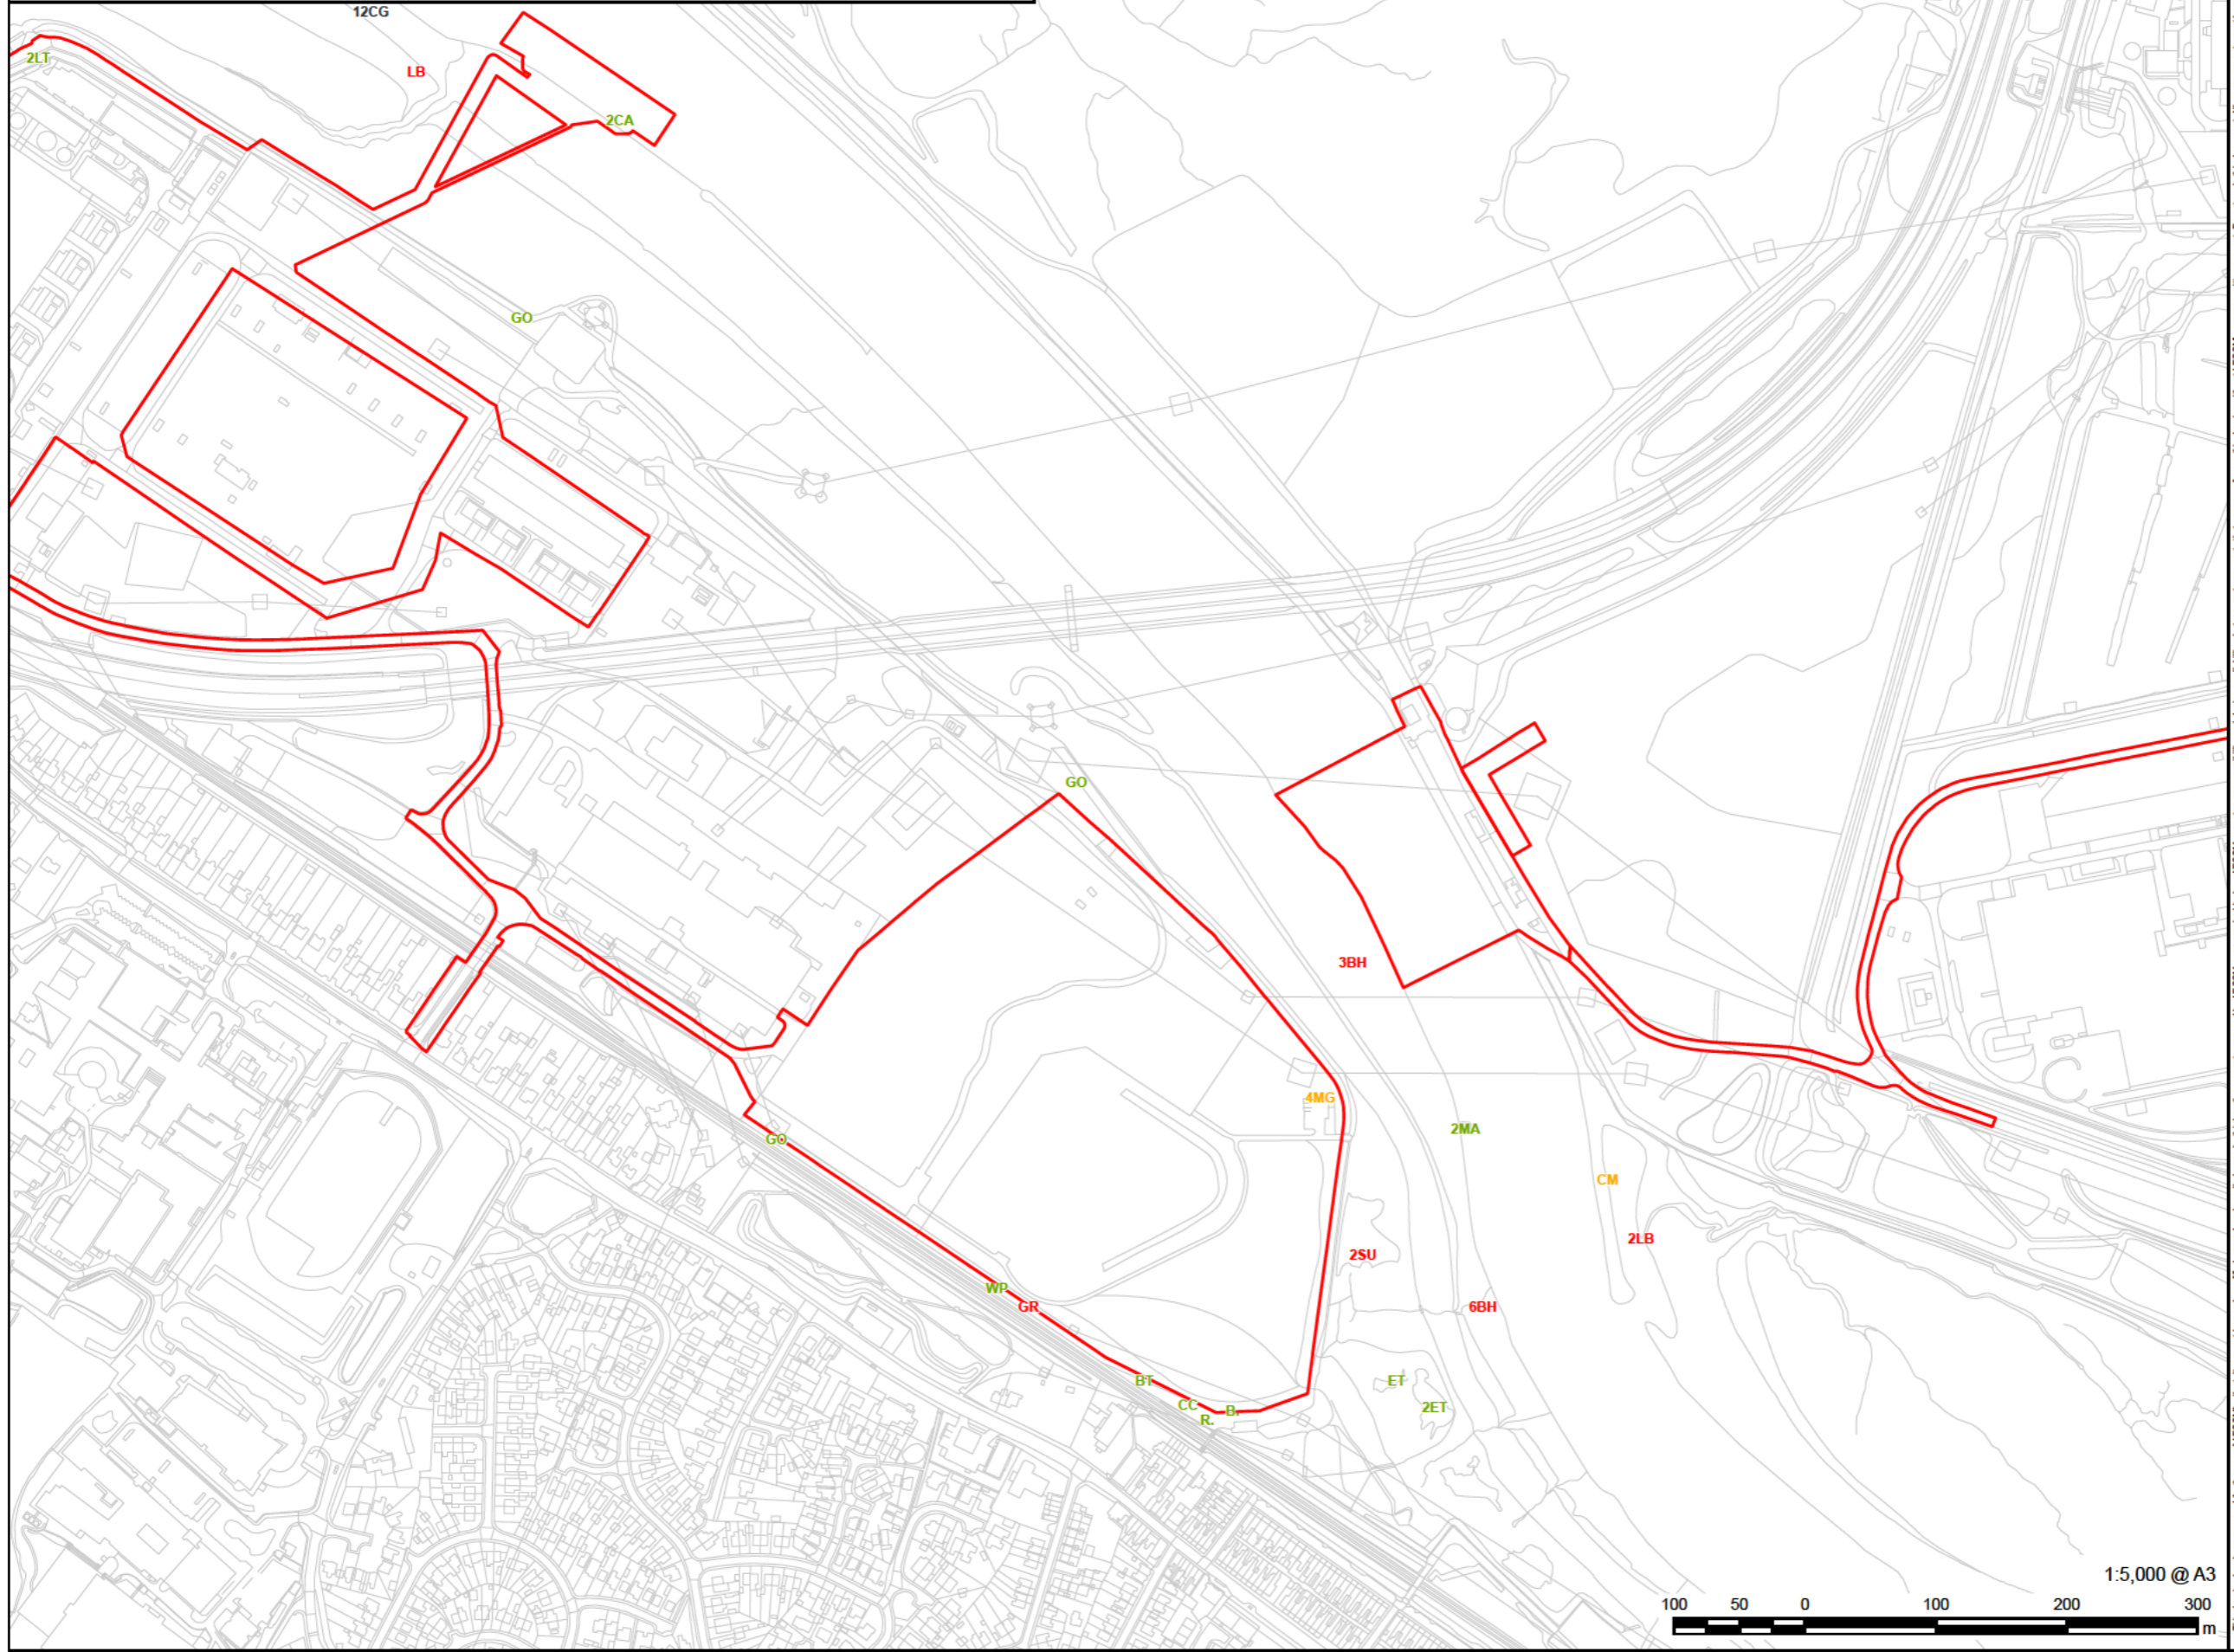 12CG
2LT
LB
2CA
GO
GO
3BH
4MG
2MA
GO
CM
2LB
2SU
WP
GR
6BH
BT
ET
CC
B.
2ET
R.
1:5,000 @ A3
100 50 0 100 200 300
m